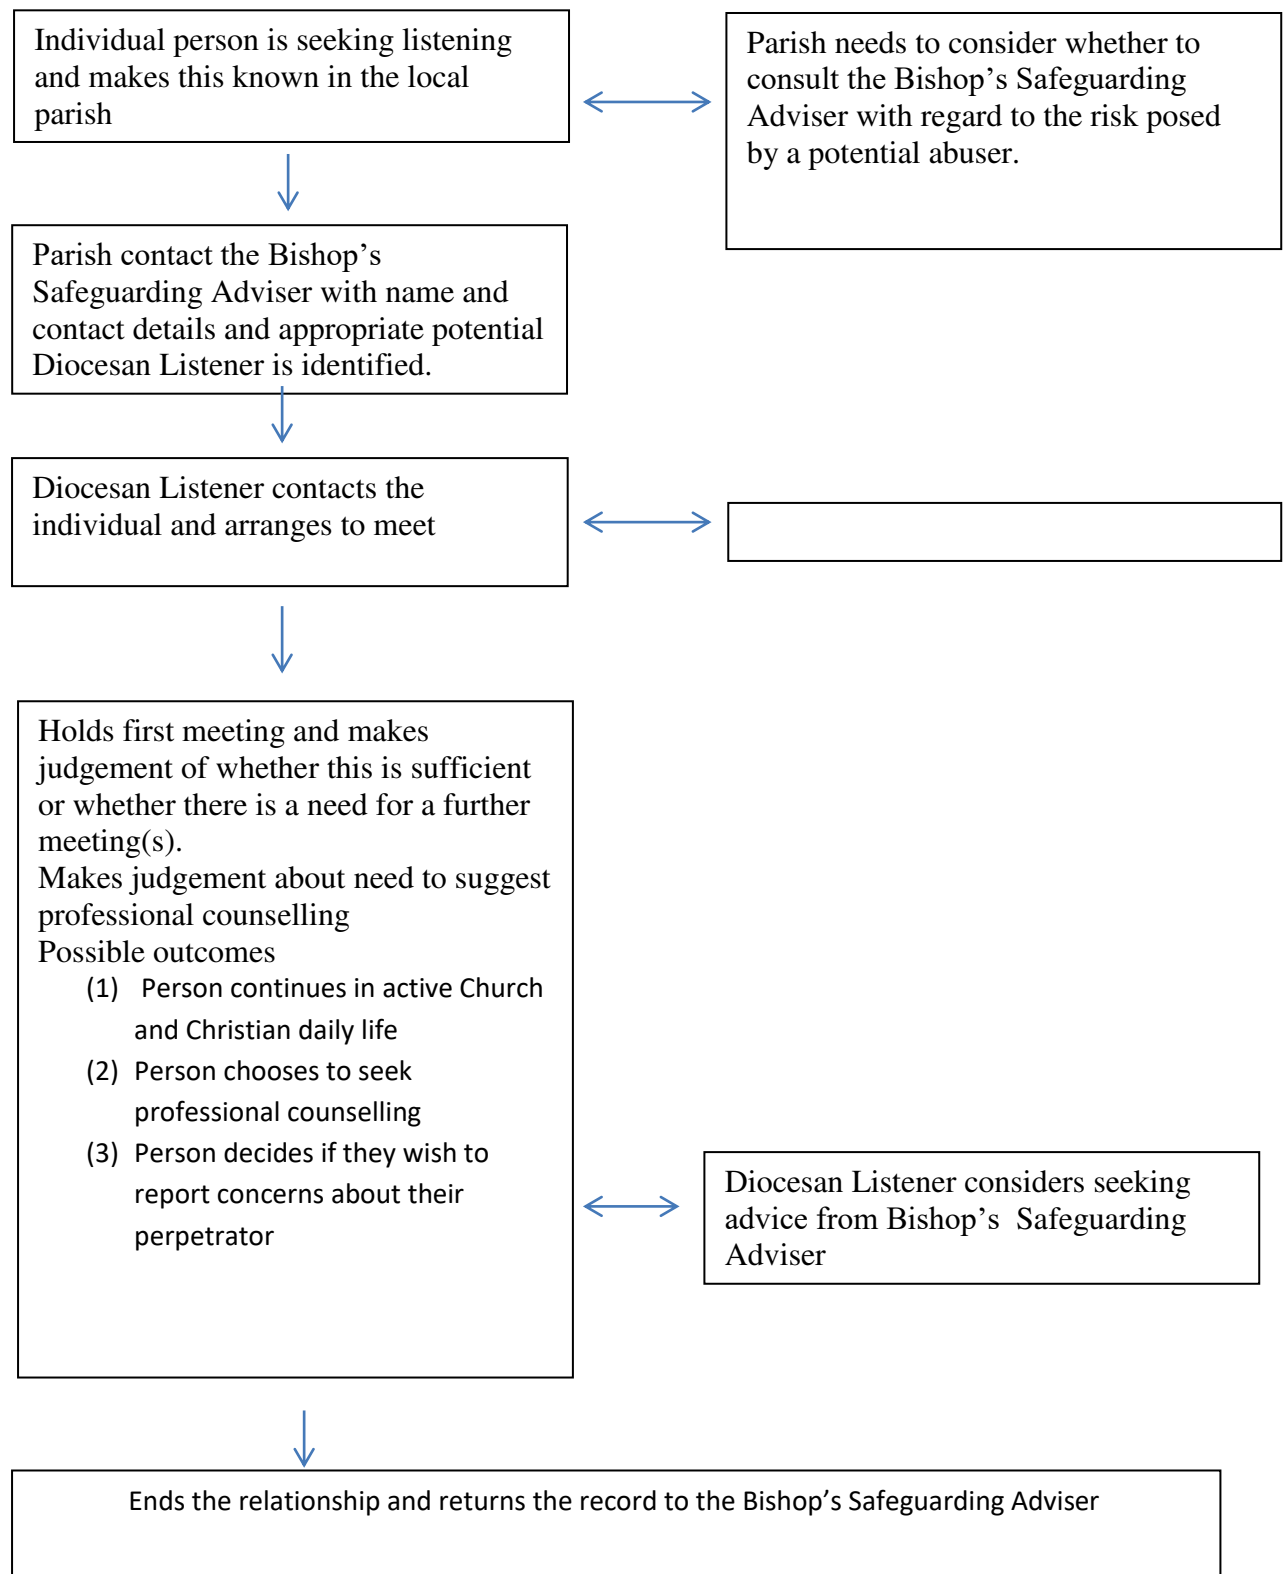 Individual person is seeking listening
and makes this known in the local
parish
Parish needs to consider whether to
consult the Bishop’s Safeguarding
Adviser with regard to the risk posed
by a potential abuser.
Parish contact the Bishop’s
Safeguarding Adviser with name and
contact details and appropriate potential
Diocesan Listener is identified.
Diocesan Listener contacts the
individual and arranges to meet
Holds first meeting and makes
judgement of whether this is sufficient
or whether there is a need for a further
meeting(s).
Makes judgement about need to suggest
professional counselling
Possible outcomes
(1) Person continues in active Church
and Christian daily life
(2) Person chooses to seek
professional counselling
(3) Person decides if they wish to
report concerns about their
perpetrator
Diocesan Listener considers seeking
advice from Bishop’s Safeguarding
Adviser
Ends the relationship and returns the record to the Bishop’s Safeguarding Adviser